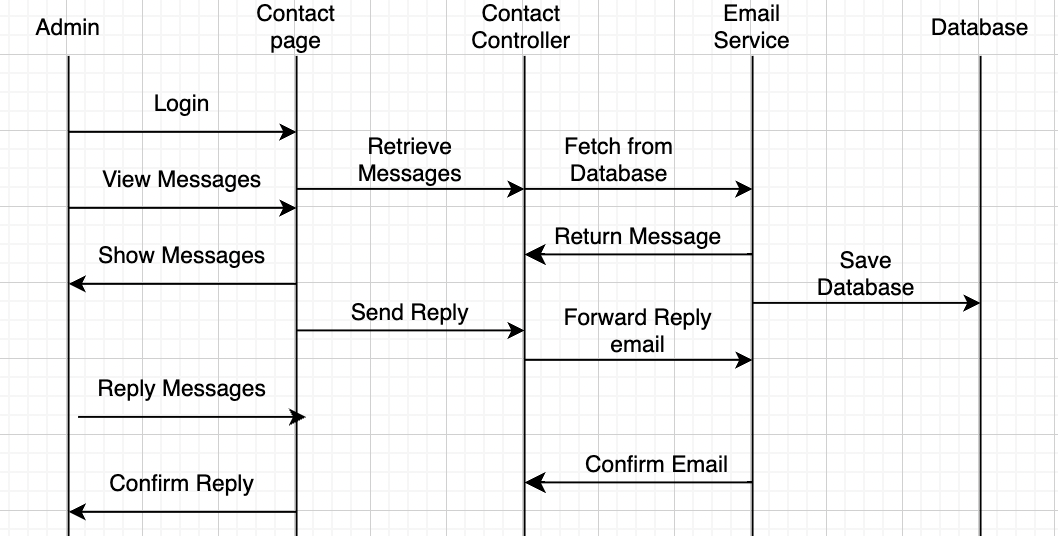 Admin
Contact
page
Contact
Controller
Email
Service
Database
Login
Retrieve
Messages
Fetch from
Database
View Messages
Return Message
Show Messages
Save
Database
Send Reply
Forward Reply
email
Reply Messages
Confirm Email
Confirm Reply